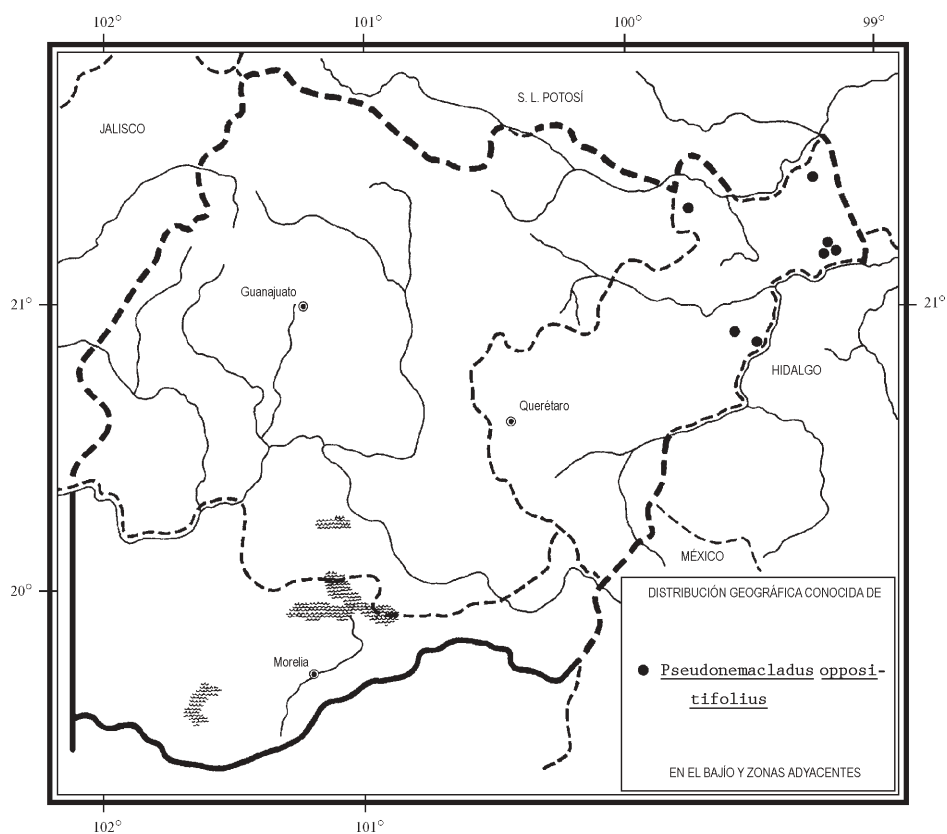 102° 101° 100° 99°
S. L. POTOSÍ
JALISCO
Guanajuato
21° 21°
HIDALGO
Querétaro
MÉXICO
20°
DISTRIBUCIÓN GEOGRÁFICA CONOCIDA DE
Pseudonemacladus opposi-
tifolius
Morelia
EN EL BAJÍO Y ZONAS ADYACENTES
102° 101°